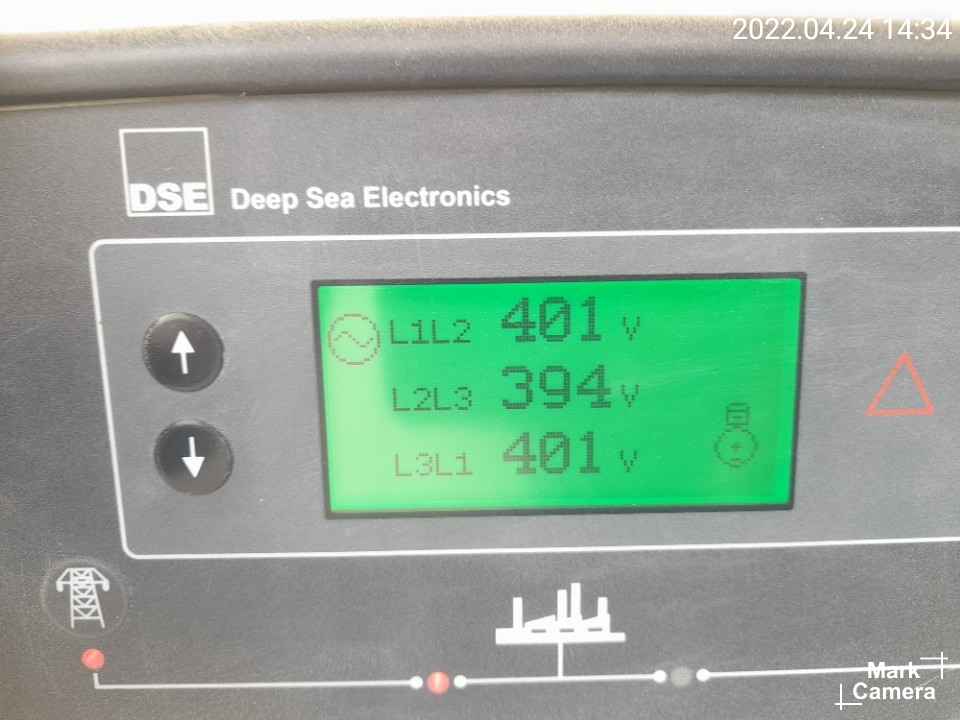 2022.04.24 14:34
DSE Deep Sea Electronics
L1L2 401 V
L2L3 394 V
L3L1 401 V
Mark
Camera